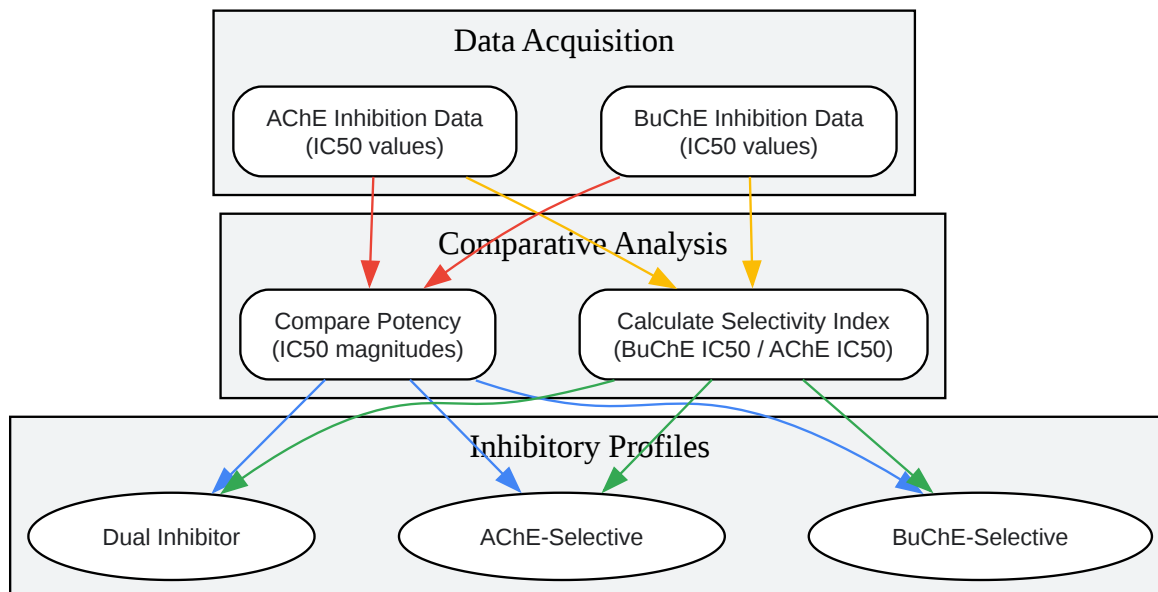 Data Acquisition
AChE Inhibition Data
(IC50 values)
BuChE Inhibition Data
(IC50 values)
Comparative Analysis
Compare Potency
(IC50 magnitudes)
Calculate Selectivity Index
(BuChE IC50 / AChE IC50)
Inhibitory Profiles
Dual Inhibitor
AChE-Selective
BuChE-Selective